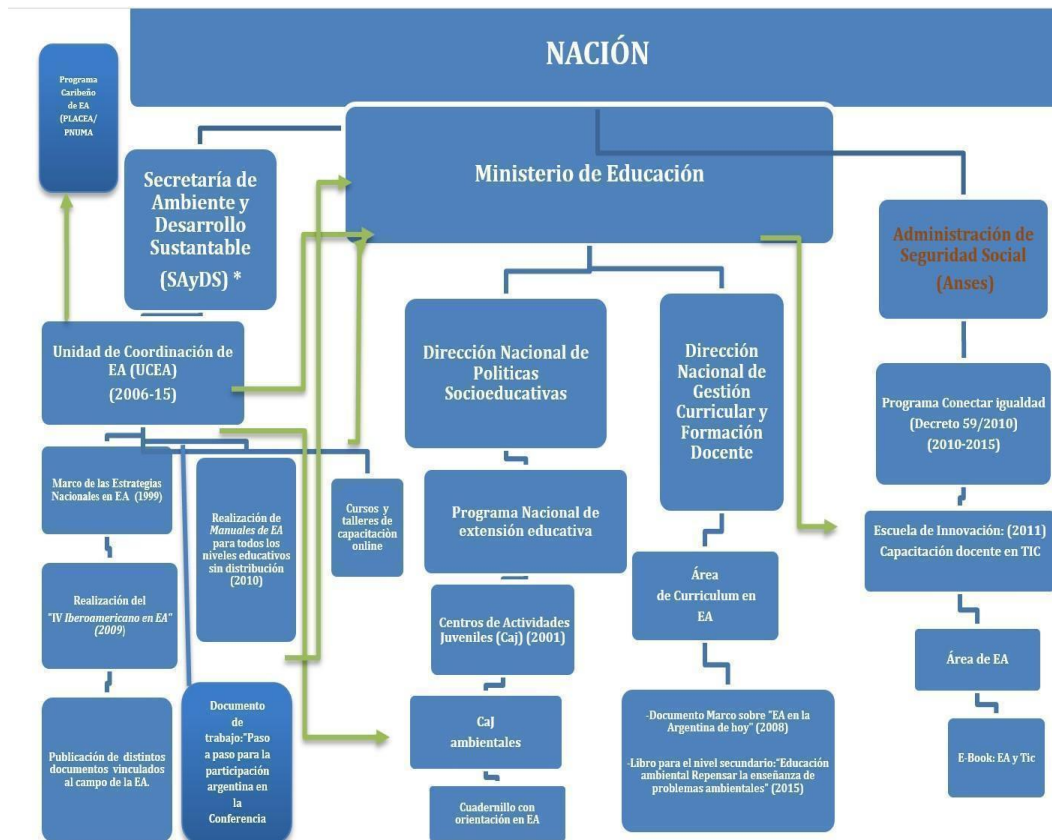 NACIÓN
Programa
Caribeño
de EA
(PLACEA/
PNUMA
Secretaría de
Ambiente y
Desarrollo
Sustantable
(SAyDS) *
Ministerio de Educación
Administración de
Seguridad Social
(Anses)
Unidad de Coordinación de
EA (UCEA)
(2006-15)
Dirección Nacional de
Politicas
Socioeducativas
Dirección
Nacional de
Gestión
Curricular y
Formación
Docente
Programa Conectar igualdad
(Decreto 59/2010)
(2010-2015)
Marco de las Estrategias
Nacionales en EA (1999)
Realización de
Manuales de EA
para todos los
niveles educativos
sin distribución
(2010)
Cursos y
talleres de
capacitaciòn
online
Programa Nacional de
extensión educativa
Escuela de Innovación: (2011)
Capacitación docente en TIC
Realización del
"IV Iberoamericano en EA"
(2009)
Centros de Actividades
Juveniles (Caj) (2001)
Área
de Curriculum en
EA
Área de EA
Publicación de distintos
documentos vinculados
al campo de la EA.
Documento
de
trabajo:"Paso
a paso para la
participación
argentina en
la
Conferencia
CaJ
ambientales
-Documento Marco sobre "EA en la
Argentina de hoy" (2008)
-Libro para el nivel secundario:"Educación
ambiental Repensar la enseñanza de
problemas ambientales" (2015)
E-Book: EA y Tic
Cuadernillo con
orientación en EA